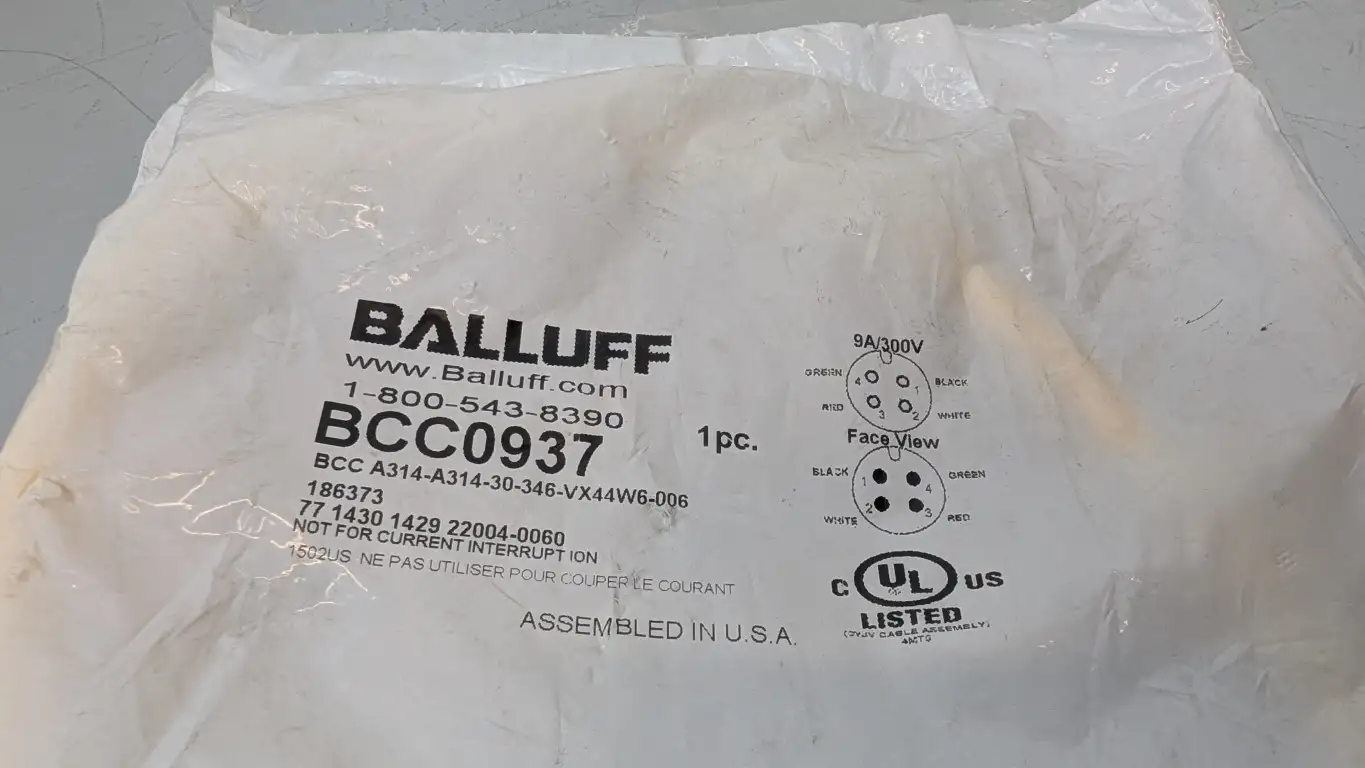 BALLUFF
www.Balluff.com
1-800-543-8390
BCC0937
1pc.
BCC A314-A314-30-346-VX44W6-006
186373
77 1430 1429 22004-0060
NOT FOR CURRENT INTERRUPTION
1502US NE PAS UTILISER POUR COUPER LE COURANT
ASSEMBLED IN U.S.A.
9A/300V
GREEN 4 1 BLACK
RED 3 2 WHITE
Face View
BLACK 1 4 GREEN
WHITE 2 3 RED
C UL US
LISTED
CABLE ASSEMBLY)